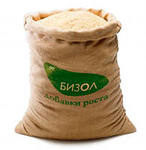 БИЗОЛ
добавки роста